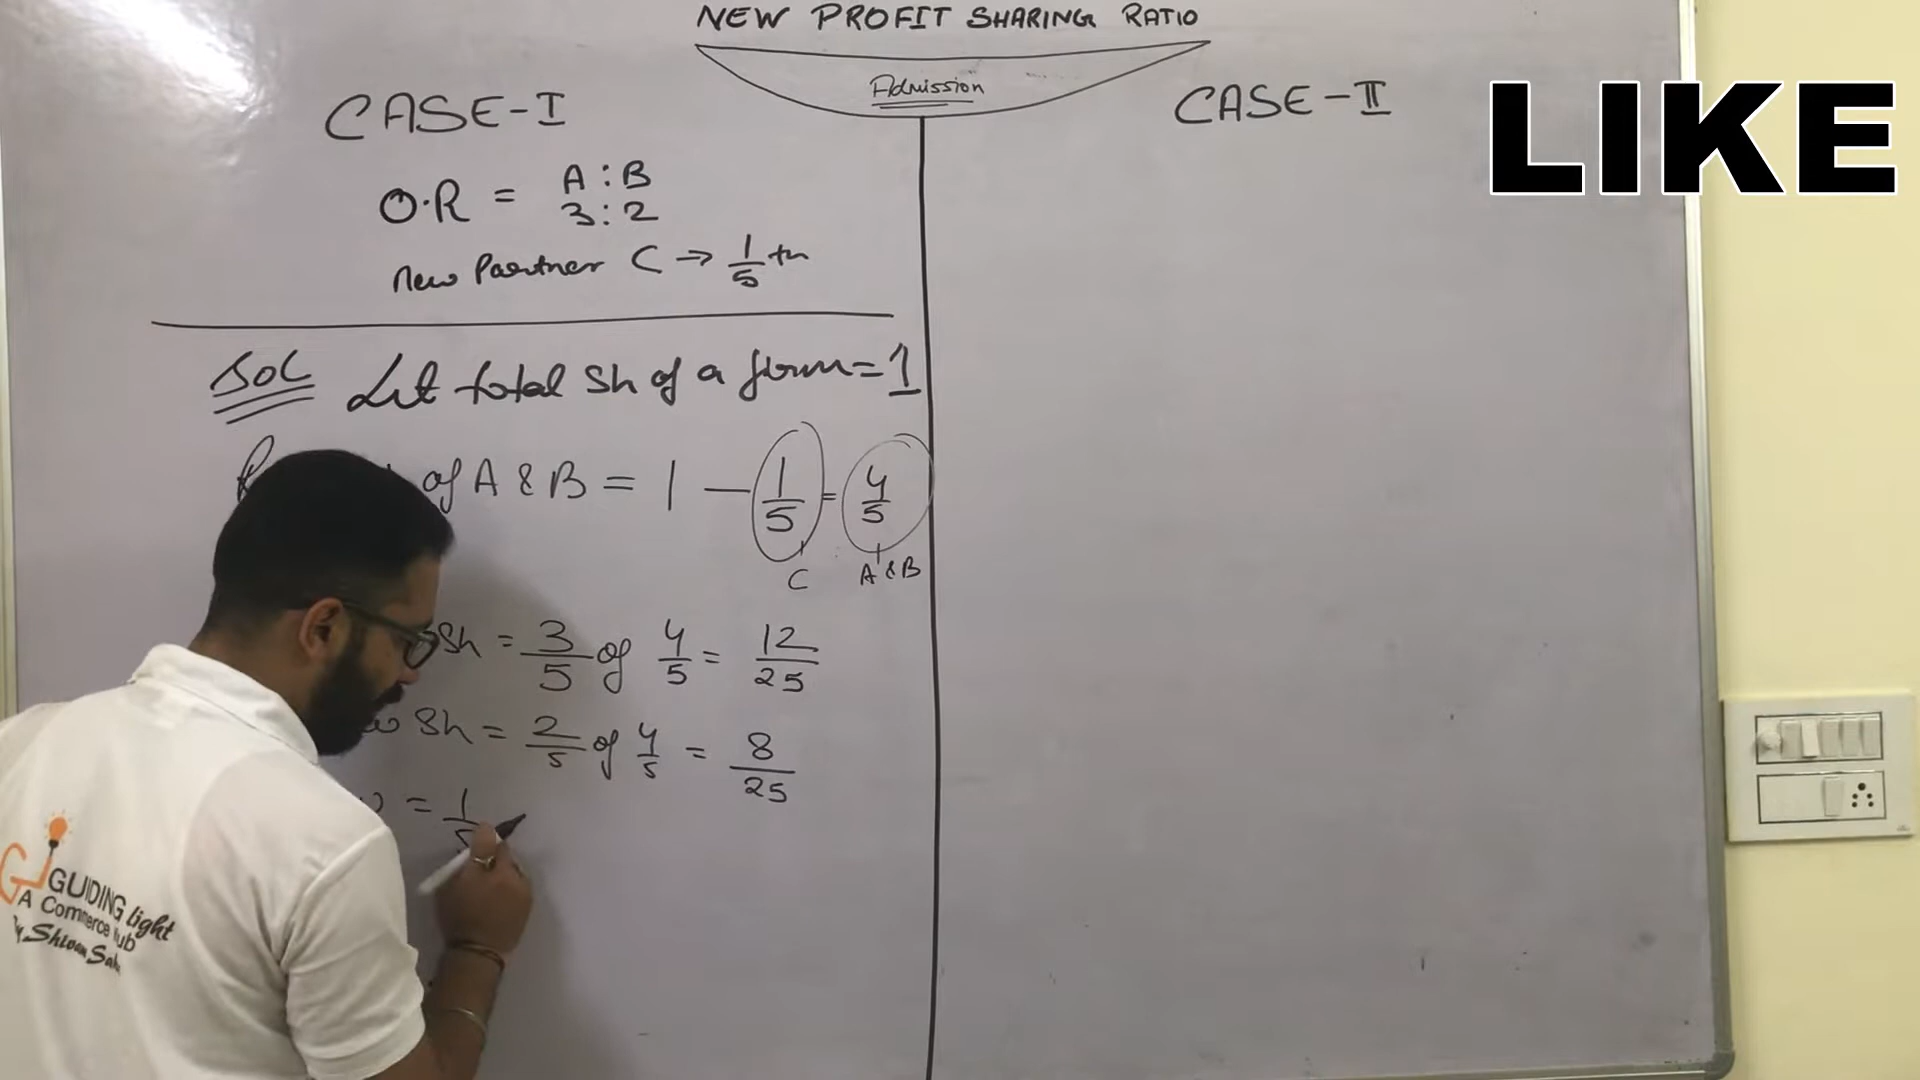 NEW PROFIT SHARING RATIO
Admission
CASE-I
O.R = A : B
3 : 2
New Partner C → 1/5 th
Sol Let total Sh of a firm = 1
of A & B = 1 - 1/5 = 4/5
C A & B
Sh = 3/5 of 4/5 = 12/25
Sh = 2/5 of 4/5 = 8/25
= 1/5
CASE-II
LIKE
GUIDING light
A Commerce Hub